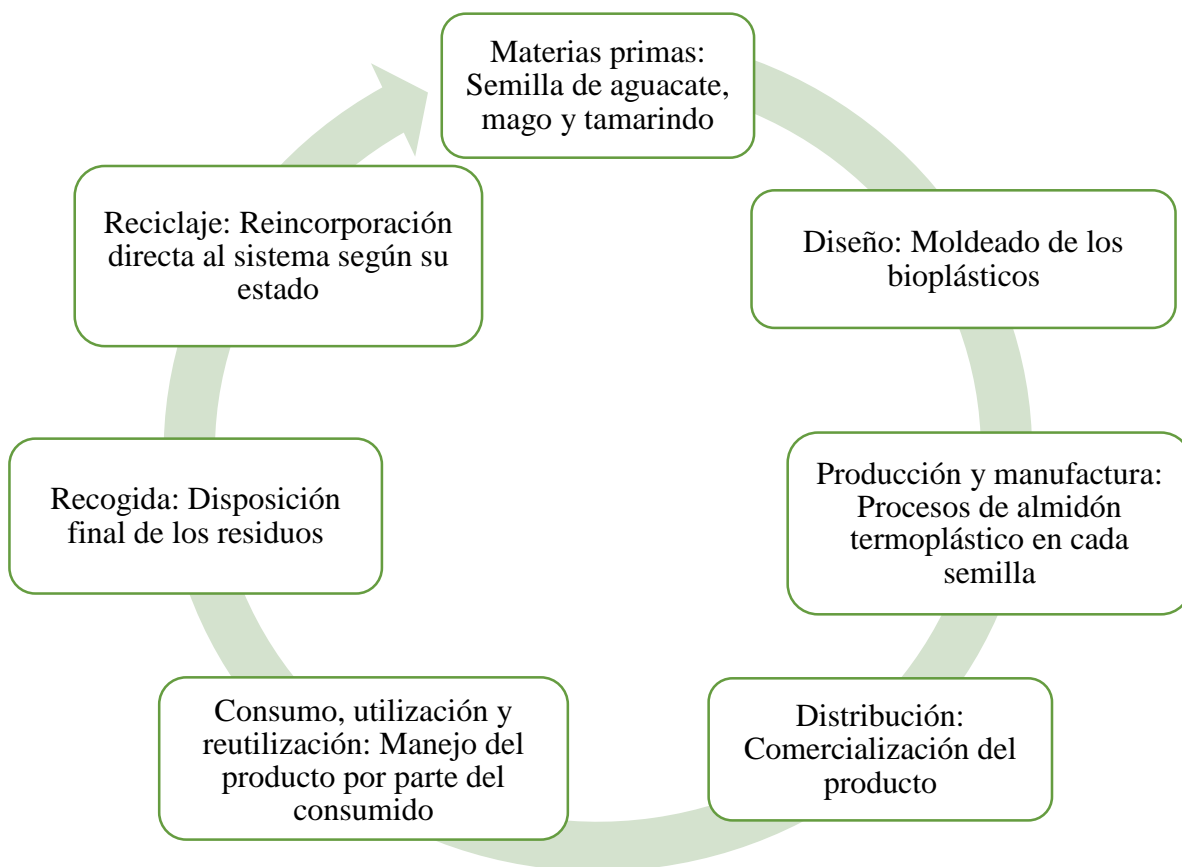 Materias primas:
Semilla de aguacate,
mago y tamarindo
Diseño: Moldeado de los
bioplásticos
Producción y manufactura:
Procesos de almidón
termoplástico en cada
semilla
Distribución:
Comercialización del
producto
Consumo, utilización y
reutilización: Manejo del
producto por parte del
consumido
Recogida: Disposición
final de los residuos
Reciclaje: Reincorporación
directa al sistema según su
estado